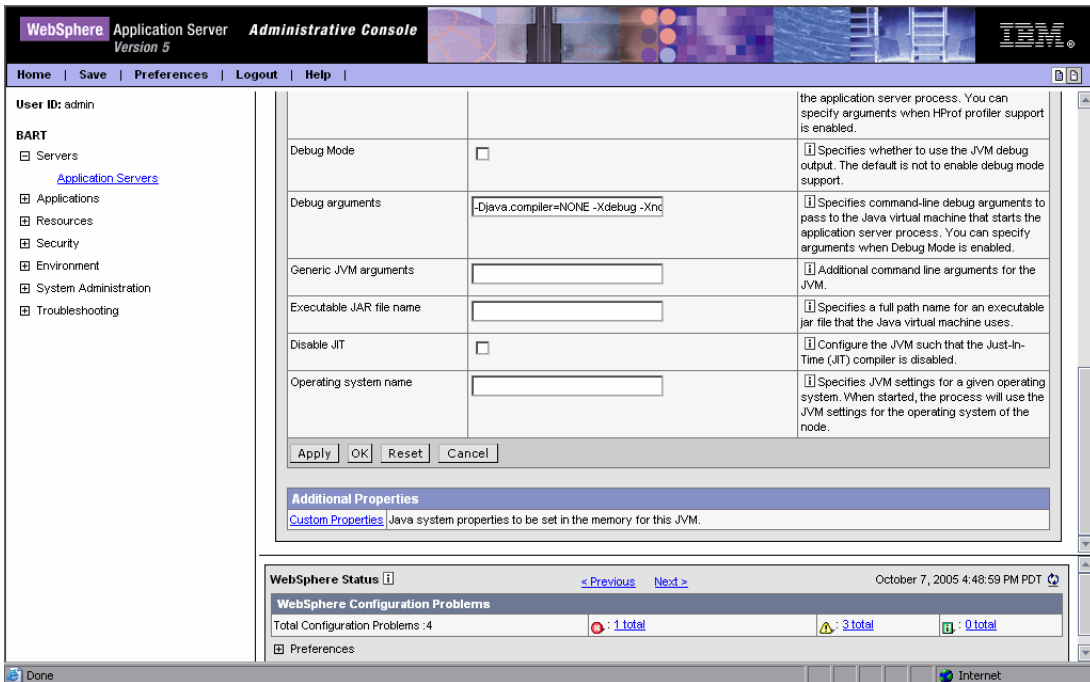 WebSphere Application Server Administrative Console
Version 5
IBM®
Home | Save | Preferences | Logout | Help |
User ID: admin
BART
Servers
Application Servers
Applications
Resources
Security
Environment
System Administration
Troubleshooting
the application server process. You can
specify arguments when HProf profiler support
is enabled.
Debug Mode
Specifies whether to use the JVM debug
output. The default is not to enable debug mode
support.
Debug arguments
-Djava.compiler=NONE -Xdebug -Xno
Specifies command-line debug arguments to
pass to the Java virtual machine that starts the
application server process. You can specify
arguments when Debug Mode is enabled.
Generic JVM arguments
Additional command line arguments for the
JVM.
Executable JAR file name
Specifies a full path name for an executable
jar file that the Java virtual machine uses.
Disable JIT
Configure the JVM such that the Just-In-
Time (JIT) compiler is disabled.
Operating system name
Specifies JVM settings for a given operating
system. When started, the process will use the
JVM settings for the operating system of the
node.
Apply OK Reset Cancel
Additional Properties
Custom Properties Java system properties to be set in the memory for this JVM.
WebSphere Status < Previous Next > October 7, 2005 4:48:59 PM PDT
WebSphere Configuration Problems
Total Configuration Problems :4 : 1 total : 3 total : 0 total
Preferences
Done Internet